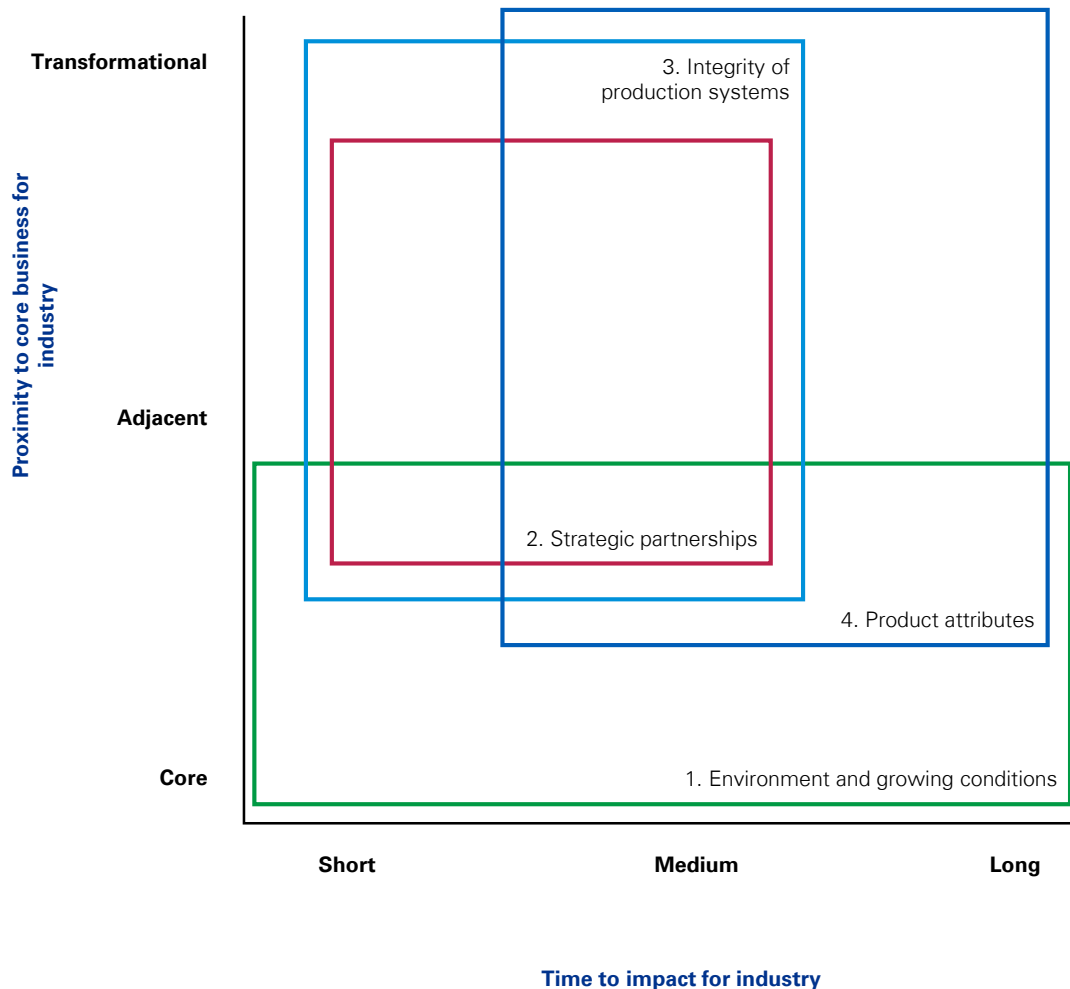 Transformational
3. Integrity of
production systems
Proximity to core business for
industry
Adjacent
2. Strategic partnerships
4. Product attributes
Core
1. Environment and growing conditions
Short
Medium
Long
Time to impact for industry